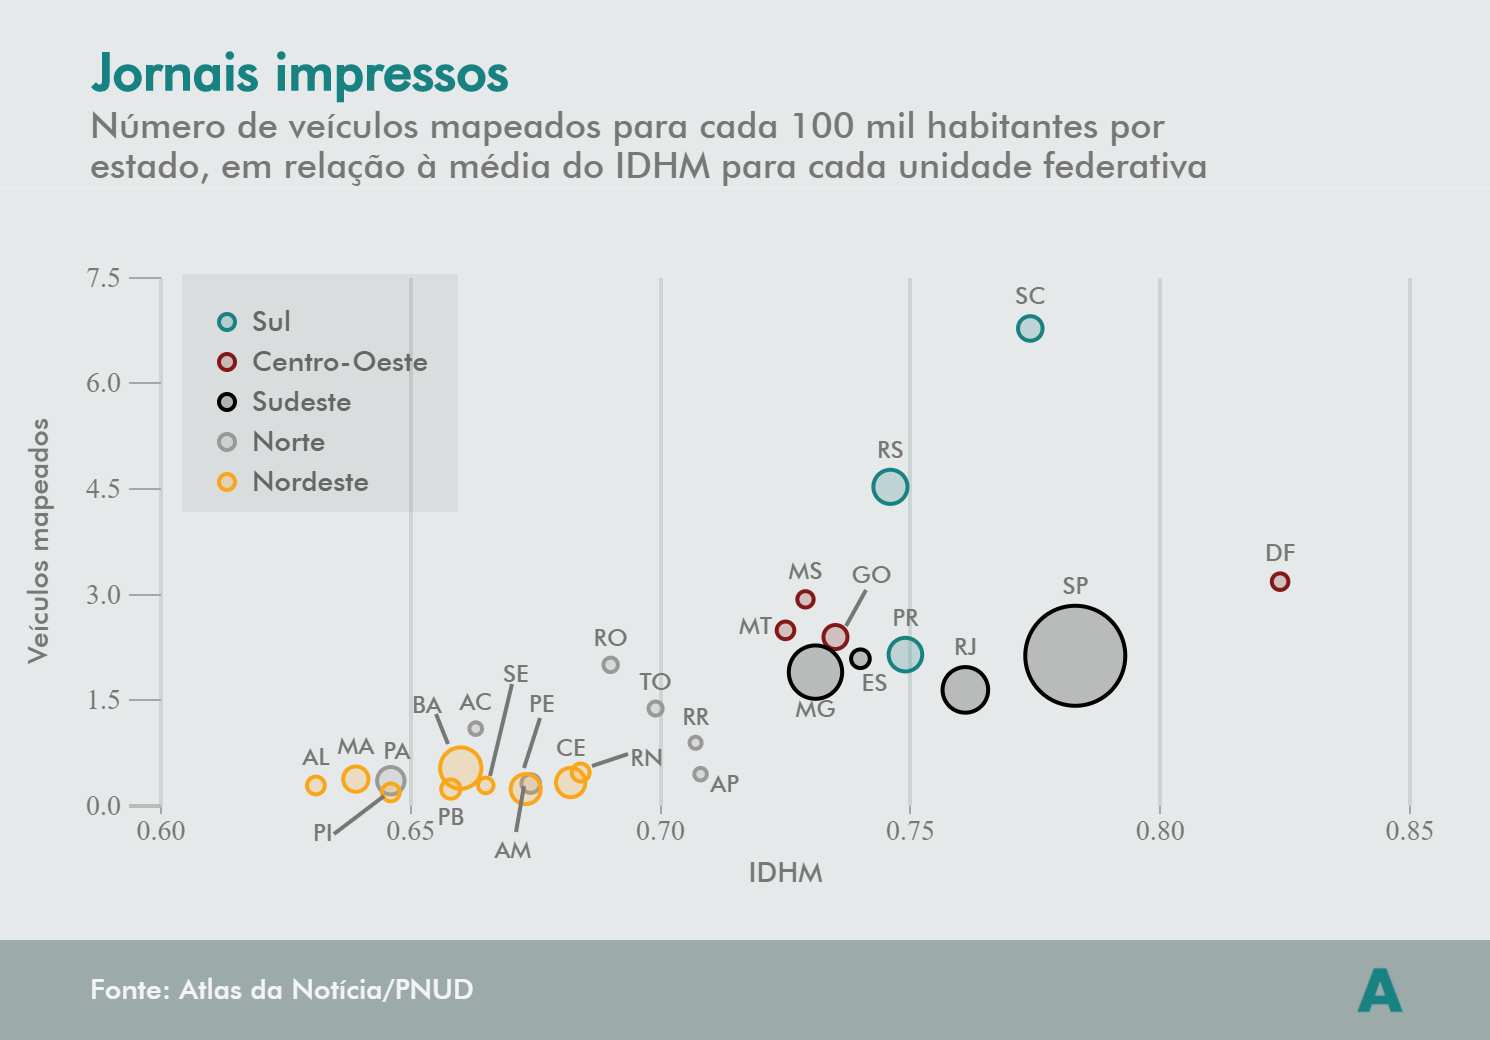 Jornais impressos
Número de veículos mapeados para cada 100 mil habitantes por
estado, em relação à média do IDHM para cada unidade federativa
7.5
6.0
4.5
3.0
1.5
0.0
Veículos mapeados
Sul
Centro-Oeste
Sudeste
Norte
Nordeste
SC
RS
DF
MS
GO
SP
MT
PR
RO
RJ
SE
TO
ES
BA
AC
PE
MG
RR
AL
MA
PA
CE
RN
AP
PI
PB
AM
0.60
0.65
0.70
0.75
0.80
0.85
IDHM
Fonte: Atlas da Notícia/PNUD
A